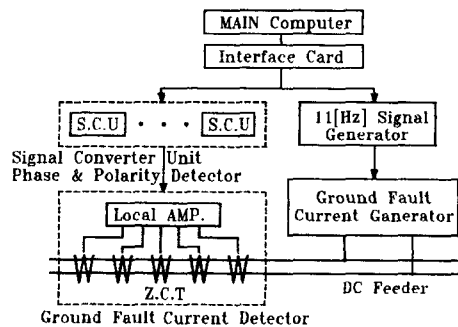 MAIN Computer
Interface Card
S.C.U · · · S.C.U
11[Hz] Signal
Generator
Signal Converter Unit
Phase & Polarity Detector
Local AMP.
Ground Fault
Current Ganerator
Z.C.T
DC Feeder
Ground Fault Current Detector